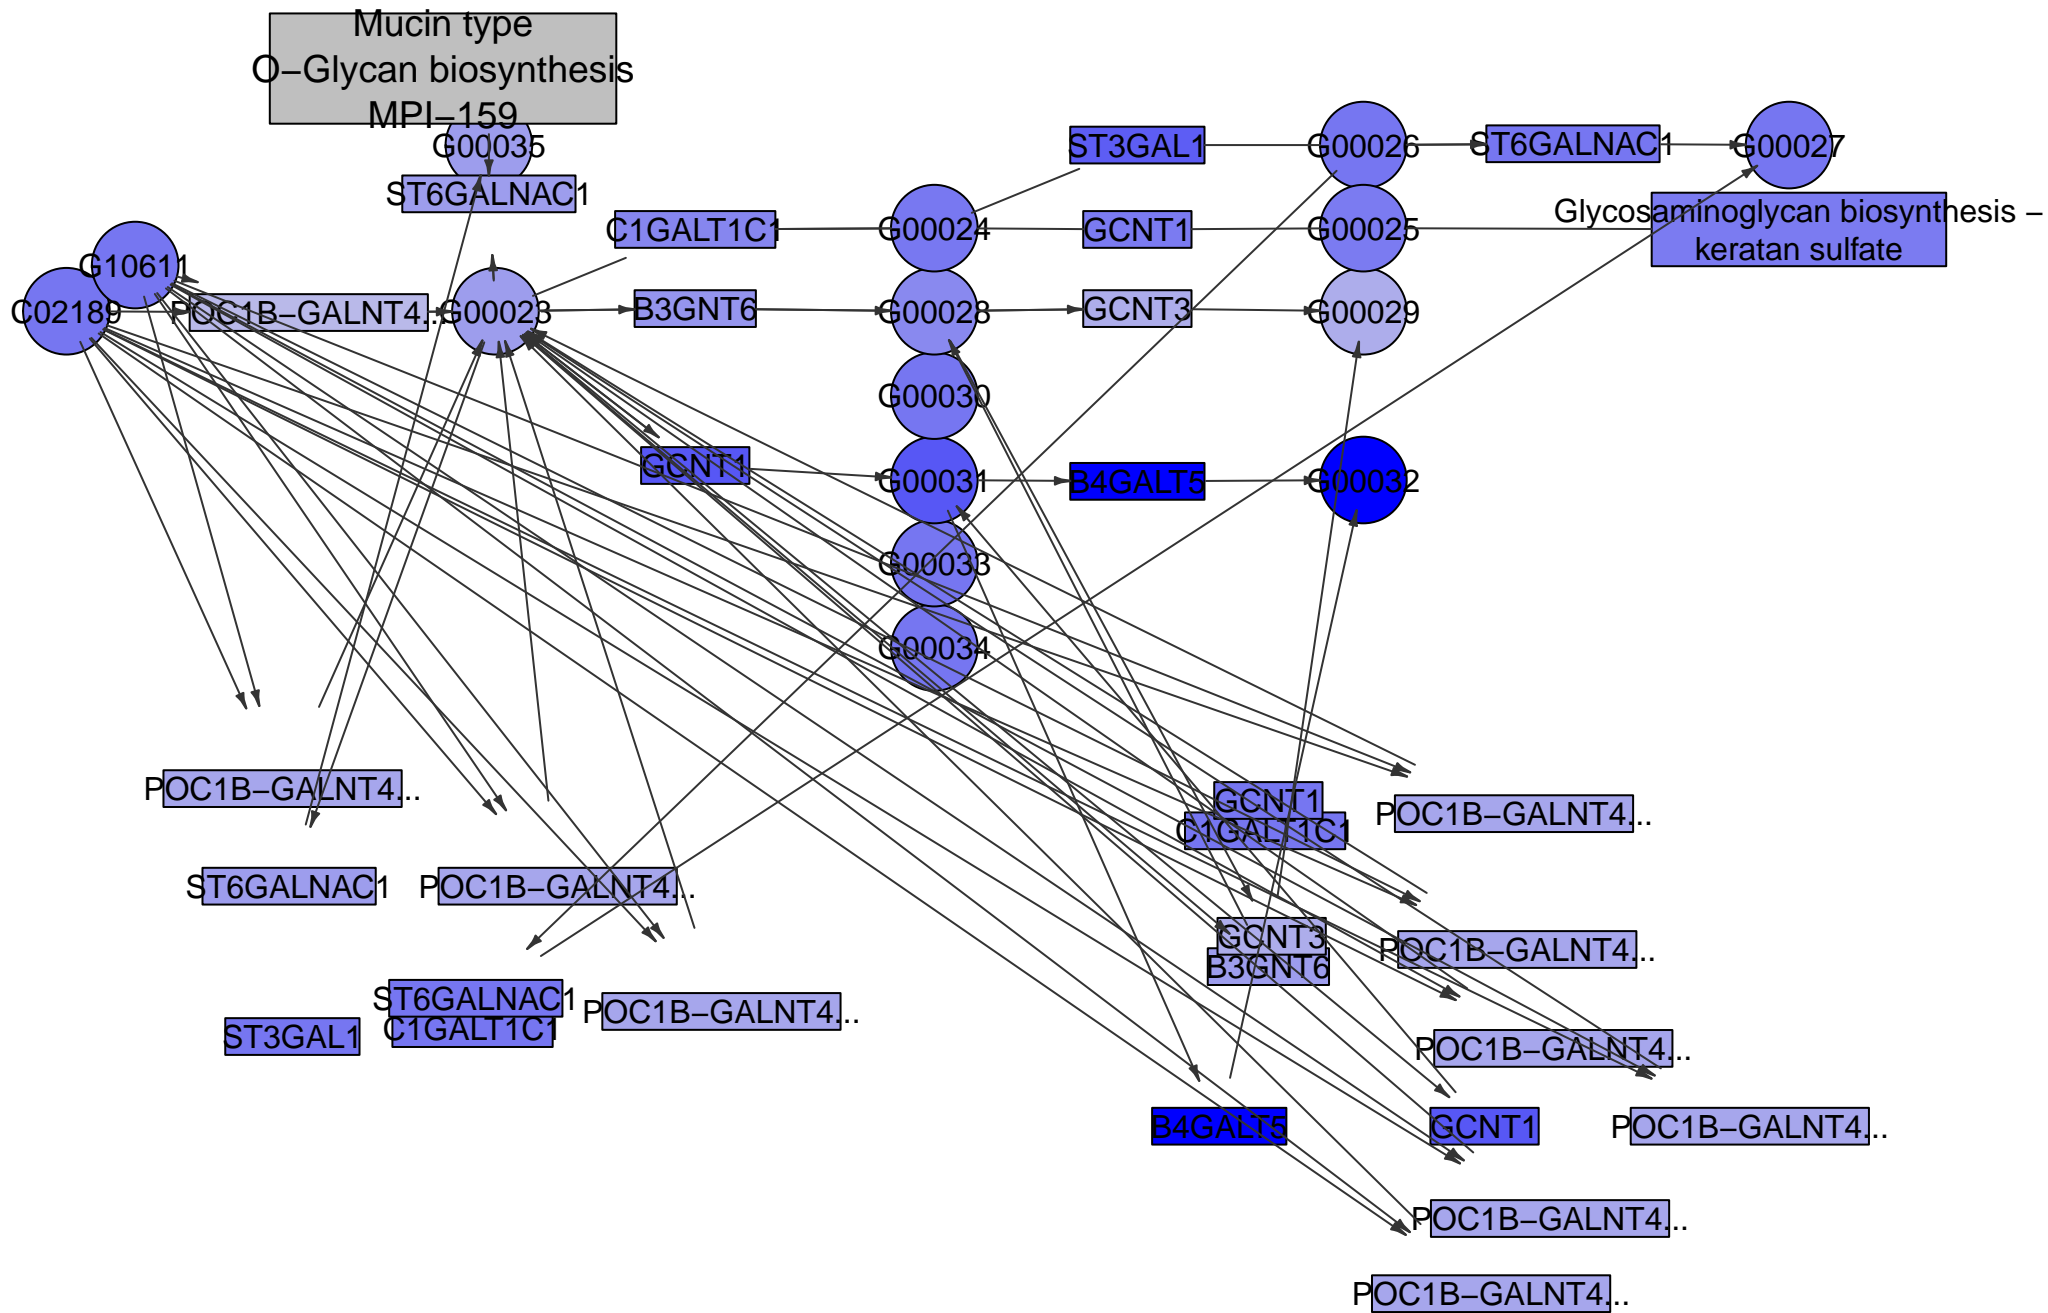 Mucin type
O−Glycan biosynthesis
MPI−159
G00035
ST6GALNAC1
ST3GAL1
G00026
ST6GALNAC1
G00027
C1GALT1C1
G00024
GCNT1
G00025
Glycosaminoglycan biosynthesis −
keratan sulfate
G10611
C02189
POC1B−GALNT4...
G00023
B3GNT6
G00028
GCNT3
G00029
G00030
GCNT1
G00031
B4GALT5
G00032
G00033
G00034
POC1B−GALNT4...
GCNT1
C1GALT1C1
POC1B−GALNT4...
ST6GALNAC1
POC1B−GALNT4...
GCNT3
B3GNT6
POC1B−GALNT4...
ST6GALNAC1
C1GALT1C1
ST3GAL1
POC1B−GALNT4...
POC1B−GALNT4...
B4GALT5
GCNT1
POC1B−GALNT4...
POC1B−GALNT4...
POC1B−GALNT4...